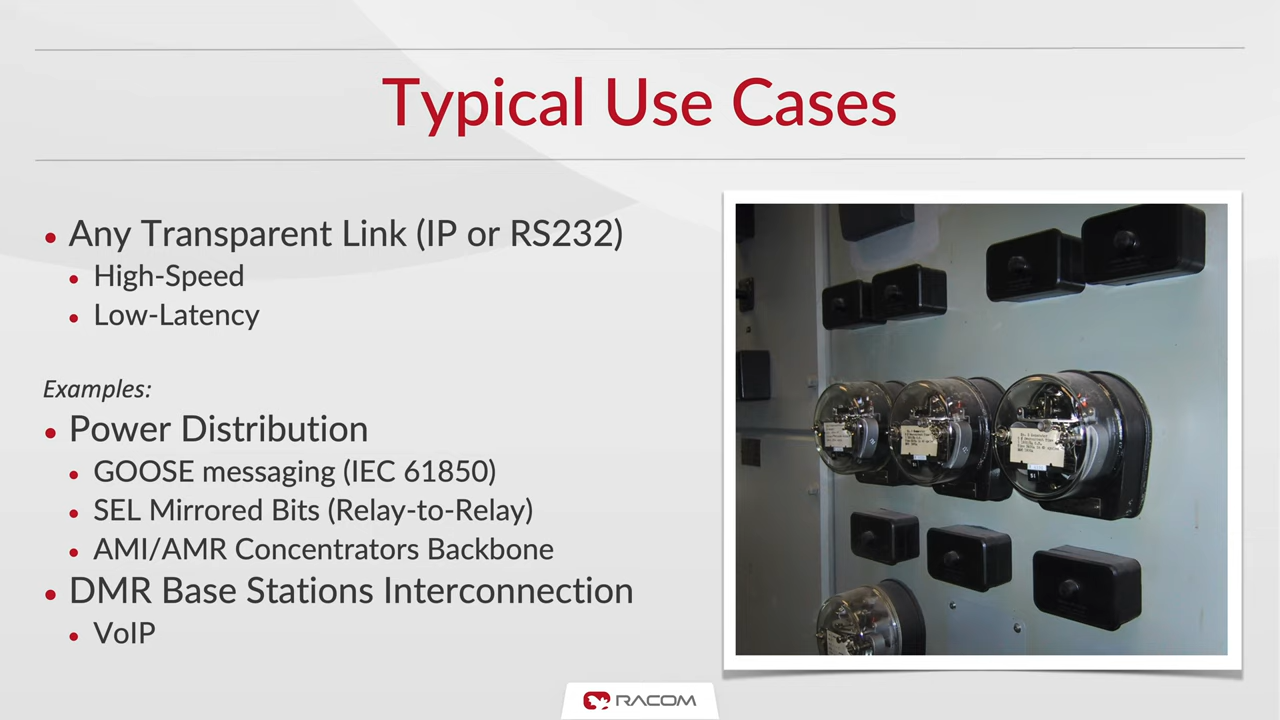 Typical Use Cases
• Any Transparent Link (IP or RS232)
• High-Speed
• Low-Latency
Examples:
• Power Distribution
• GOOSE messaging (IEC 61850)
• SEL Mirrored Bits (Relay-to-Relay)
• AMI/AMR Concentrators Backbone
• DMR Base Stations Interconnection
• VoIP
RACOM